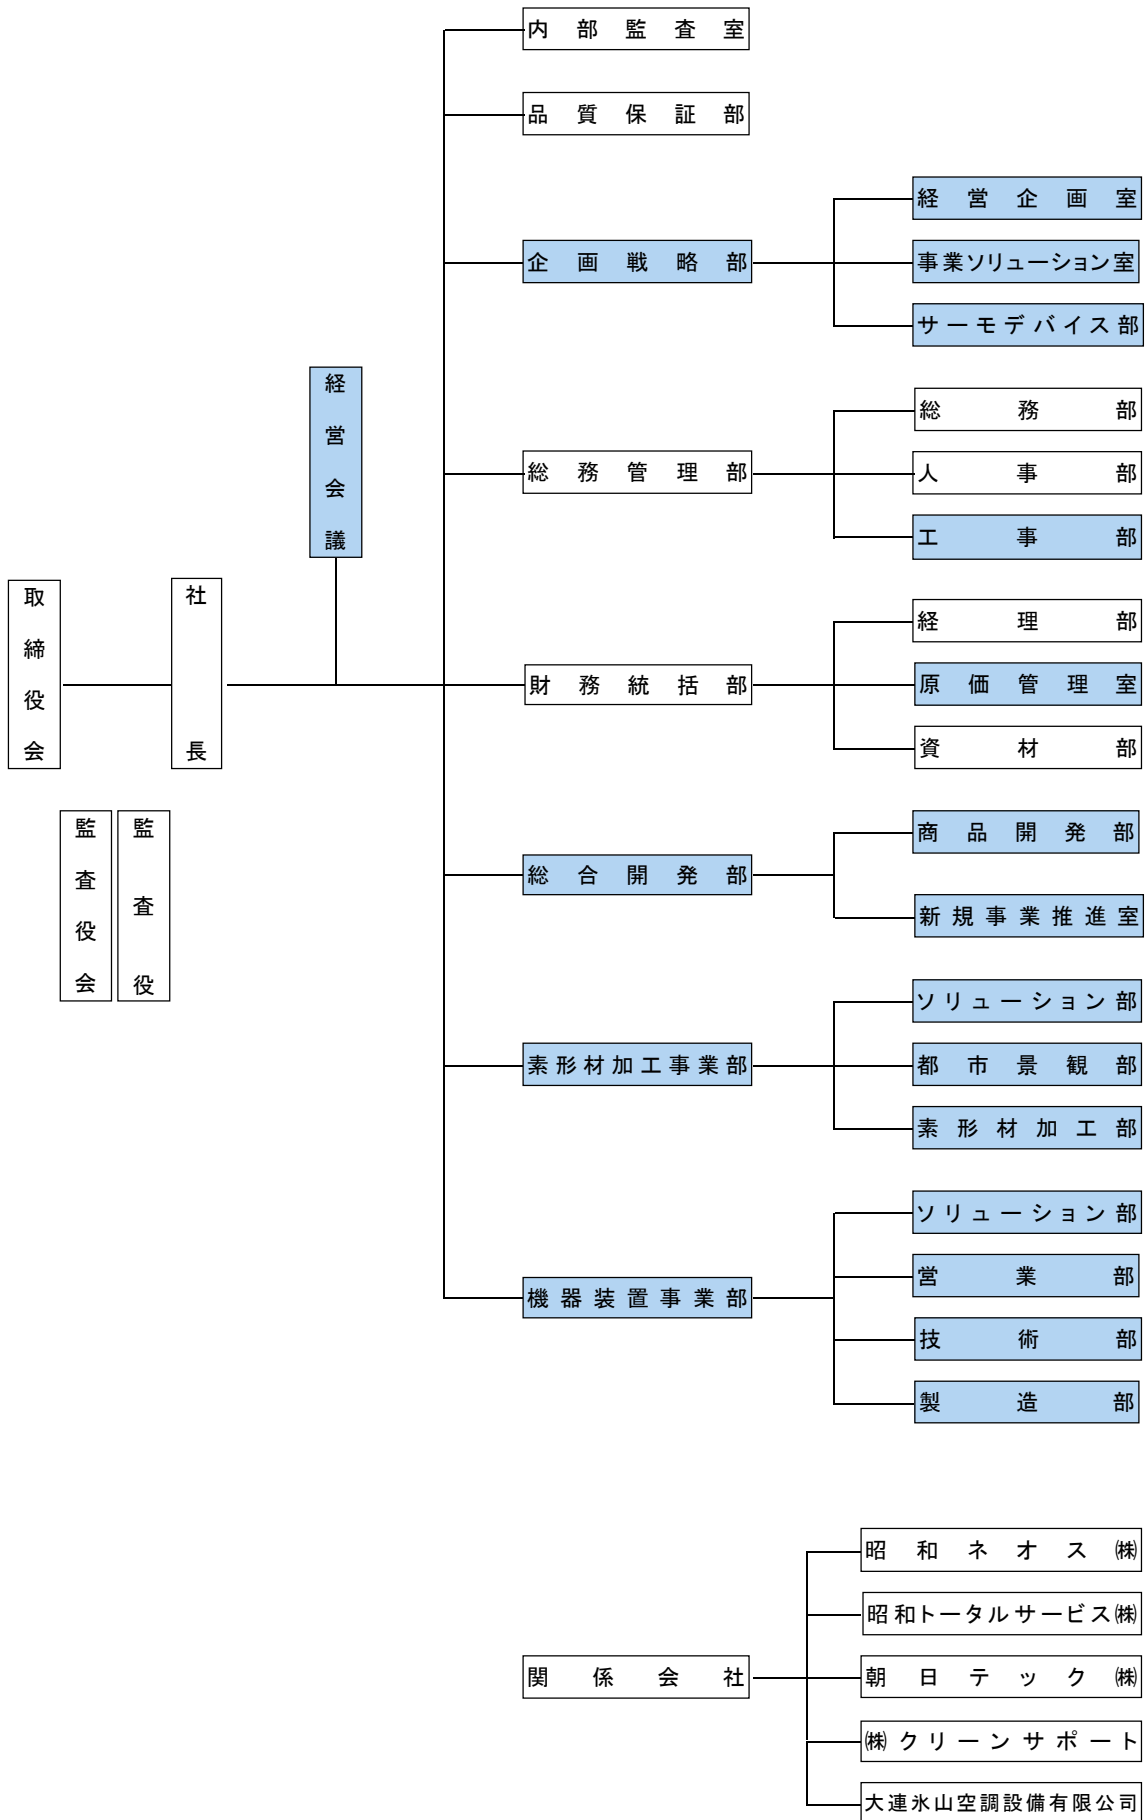 内部監査室
品質保証部
経営企画室
企画戦略部
事業ソリューション室
サーモデバイス部
経営会議
総務部
総務管理部
人事部
工事部
取締役会
社長
経理部
財務統括部
原価管理室
資材部
監査役会
監査役
商品開発部
総合開発部
新規事業推進室
ソリューション部
素形材加工事業部
都市景観部
素形材加工部
ソリューション部
営業部
機器装置事業部
技術部
製造部
昭和ネオス㈱
昭和トータルサービス㈱
関係会社
朝日テック㈱
㈱クリーンサポート
大連氷山空調設備有限公司